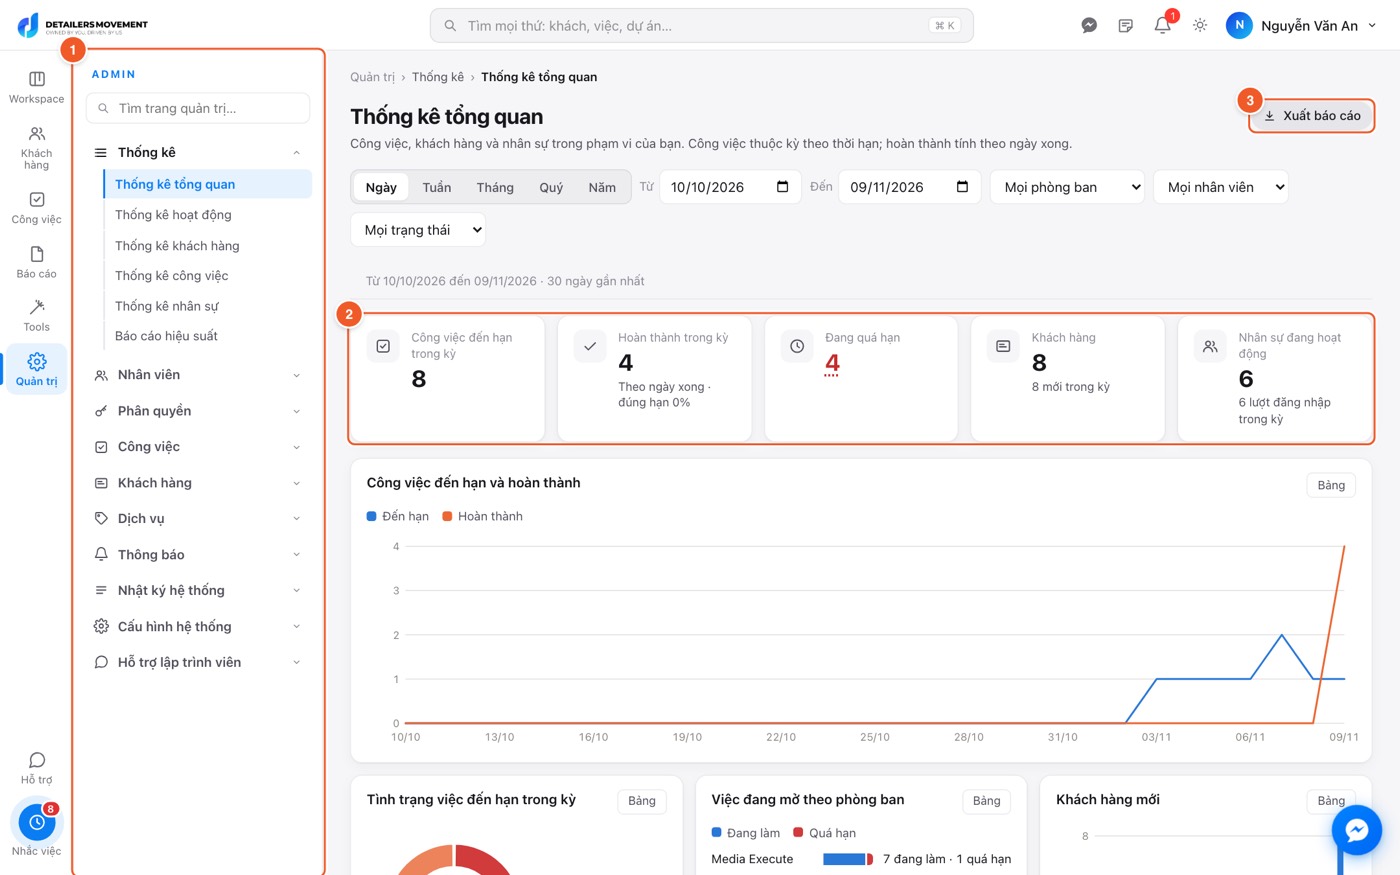 DETAILERS MOVEMENT
OWNED BY YOU, DRIVEN BY US
Tìm mọi thứ: khách, việc, dự án...
⌘ K
1
N
Nguyễn Văn An
1
Workspace
Khách hàng
Công việc
Báo cáo
Tools
Quản trị
Hỗ trợ
8
Nhắc việc
ADMIN
Tìm trang quản trị...
Thống kê
Thống kê tổng quan
Thống kê hoạt động
Thống kê khách hàng
Thống kê công việc
Thống kê nhân sự
Báo cáo hiệu suất
Nhân viên
Phân quyền
Công việc
Khách hàng
Dịch vụ
Thông báo
Nhật ký hệ thống
Cấu hình hệ thống
Hỗ trợ lập trình viên
Quản trị › Thống kê › Thống kê tổng quan
Thống kê tổng quan
3
Xuất báo cáo
Công việc, khách hàng và nhân sự trong phạm vi của bạn. Công việc thuộc kỳ theo thời hạn; hoàn thành tính theo ngày xong.
Ngày Tuần Tháng Quý Năm Từ 10/10/2026 Đến 09/11/2026 Mọi phòng ban Mọi nhân viên
Mọi trạng thái
Từ 10/10/2026 đến 09/11/2026 · 30 ngày gần nhất
2
Công việc đến hạn
trong kỳ
8
Hoàn thành trong kỳ
4
Theo ngày xong ·
đúng hạn 0%
Đang quá hạn
4
Khách hàng
8
8 mới trong kỳ
Nhân sự đang hoạt
động
6
6 lượt đăng nhập
trong kỳ
Công việc đến hạn và hoàn thành
Bảng
Đến hạn Hoàn thành
4
3
2
1
0
10/10 13/10 16/10 19/10 22/10 25/10 28/10 31/10 03/11 06/11 09/11
Tình trạng việc đến hạn trong kỳ
Bảng
Việc đang mở theo phòng ban
Bảng
Đang làm Quá hạn
Media Execute 7 đang làm · 1 quá hạn
Khách hàng mới
Bảng
8